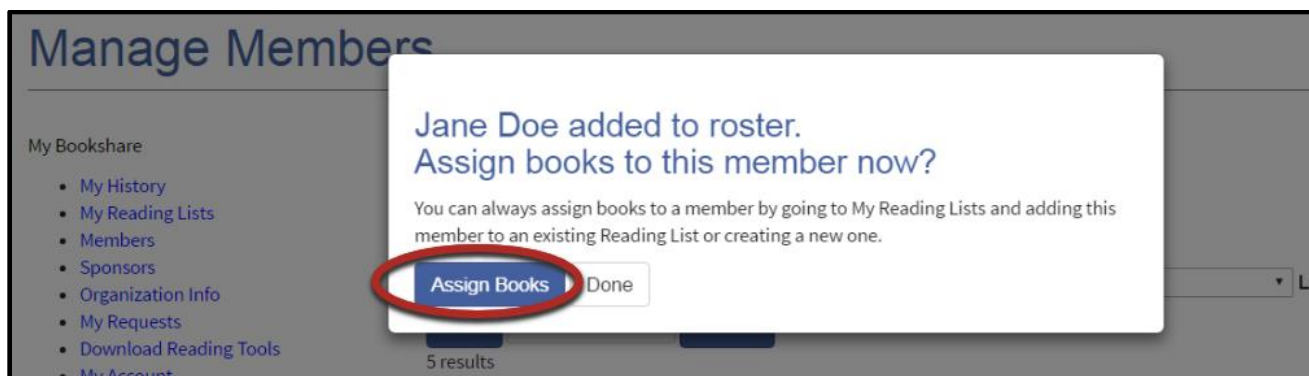 Manage Members
Jane Doe added to roster.
Assign books to this member now?
My Bookshare
You can always assign books to a member by going to My Reading Lists and adding this
member to an existing Reading List or creating a new one.
Assign Books Done
• My History
• My Reading Lists
• Members
• Sponsors
• Organization Info
• My Requests
• Download Reading Tools
• My Account
5 results